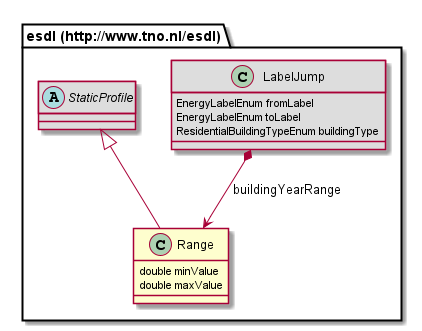 esdl (http://www.tno.nl/esdl)
C LabelJump
EnergyLabelEnum fromLabel
EnergyLabelEnum toLabel
ResidentialBuildingTypeEnum buildingType
A StaticProfile
buildingYearRange
C Range
double minValue
double maxValue